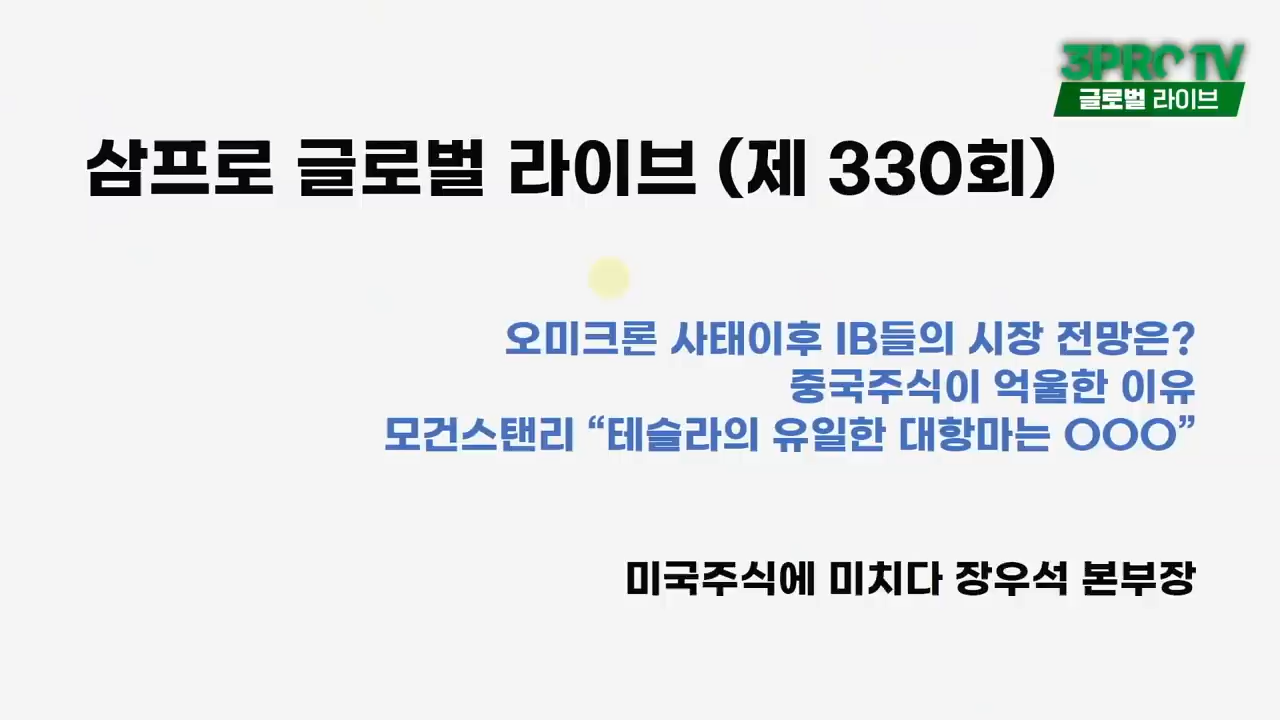 3PRO TV
글로벌 라이브
삼프로 글로벌 라이브 (제 330회)
오미크론 사태이후 IB들의 시장 전망은?
중국주식이 억울한 이유
모건스탠리 “테슬라의 유일한 대항마는 OOO”
미국주식에 미치다 장우석 본부장